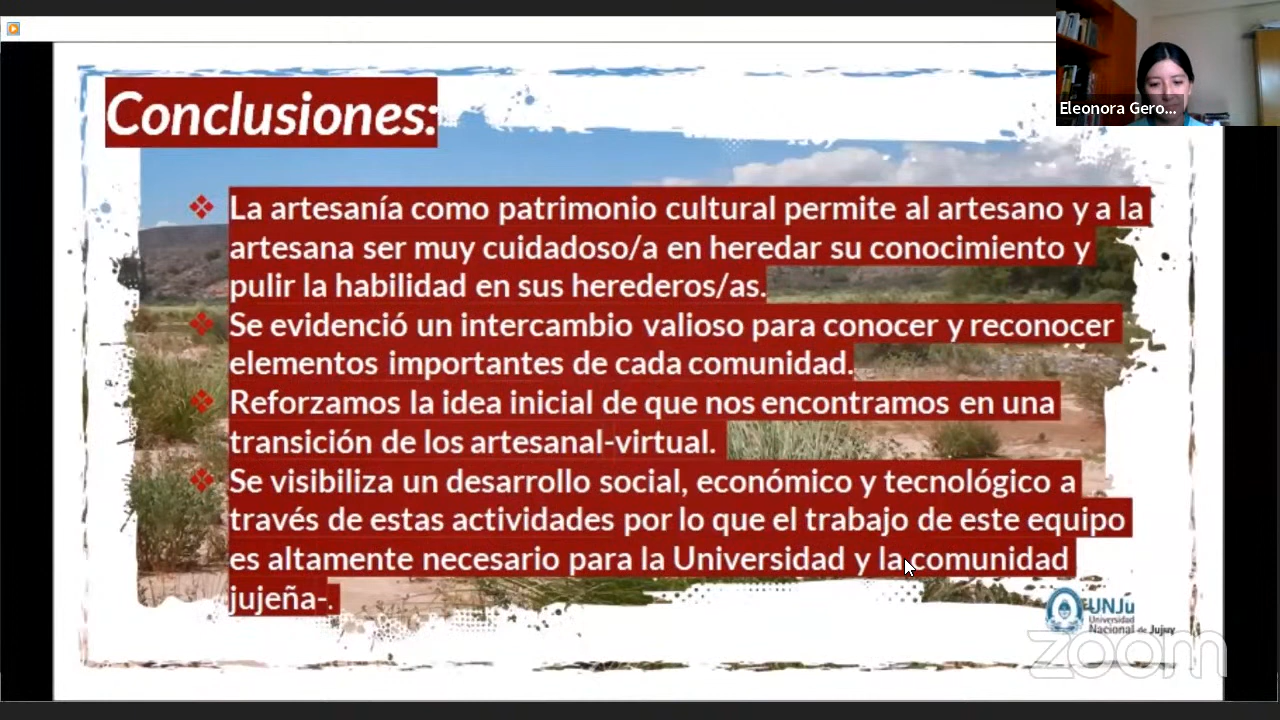 Conclusiones:
Eleonora Gero...
La artesanía como patrimonio cultural permite al artesano y a la
artesana ser muy cuidadoso/a en heredar su conocimiento y
pulir la habilidad en sus herederos/as.
Se evidenció un intercambio valioso para conocer y reconocer
elementos importantes de cada comunidad.
Reforzamos la idea inicial de que nos encontramos en una
transición de los artesanal-virtual.
Se visibiliza un desarrollo social, económico y tecnológico a
través de estas actividades por lo que el trabajo de este equipo
es altamente necesario para la Universidad y la comunidad
jujeña-.
UNJu
Universidad
Nacional de Jujuy
zoom